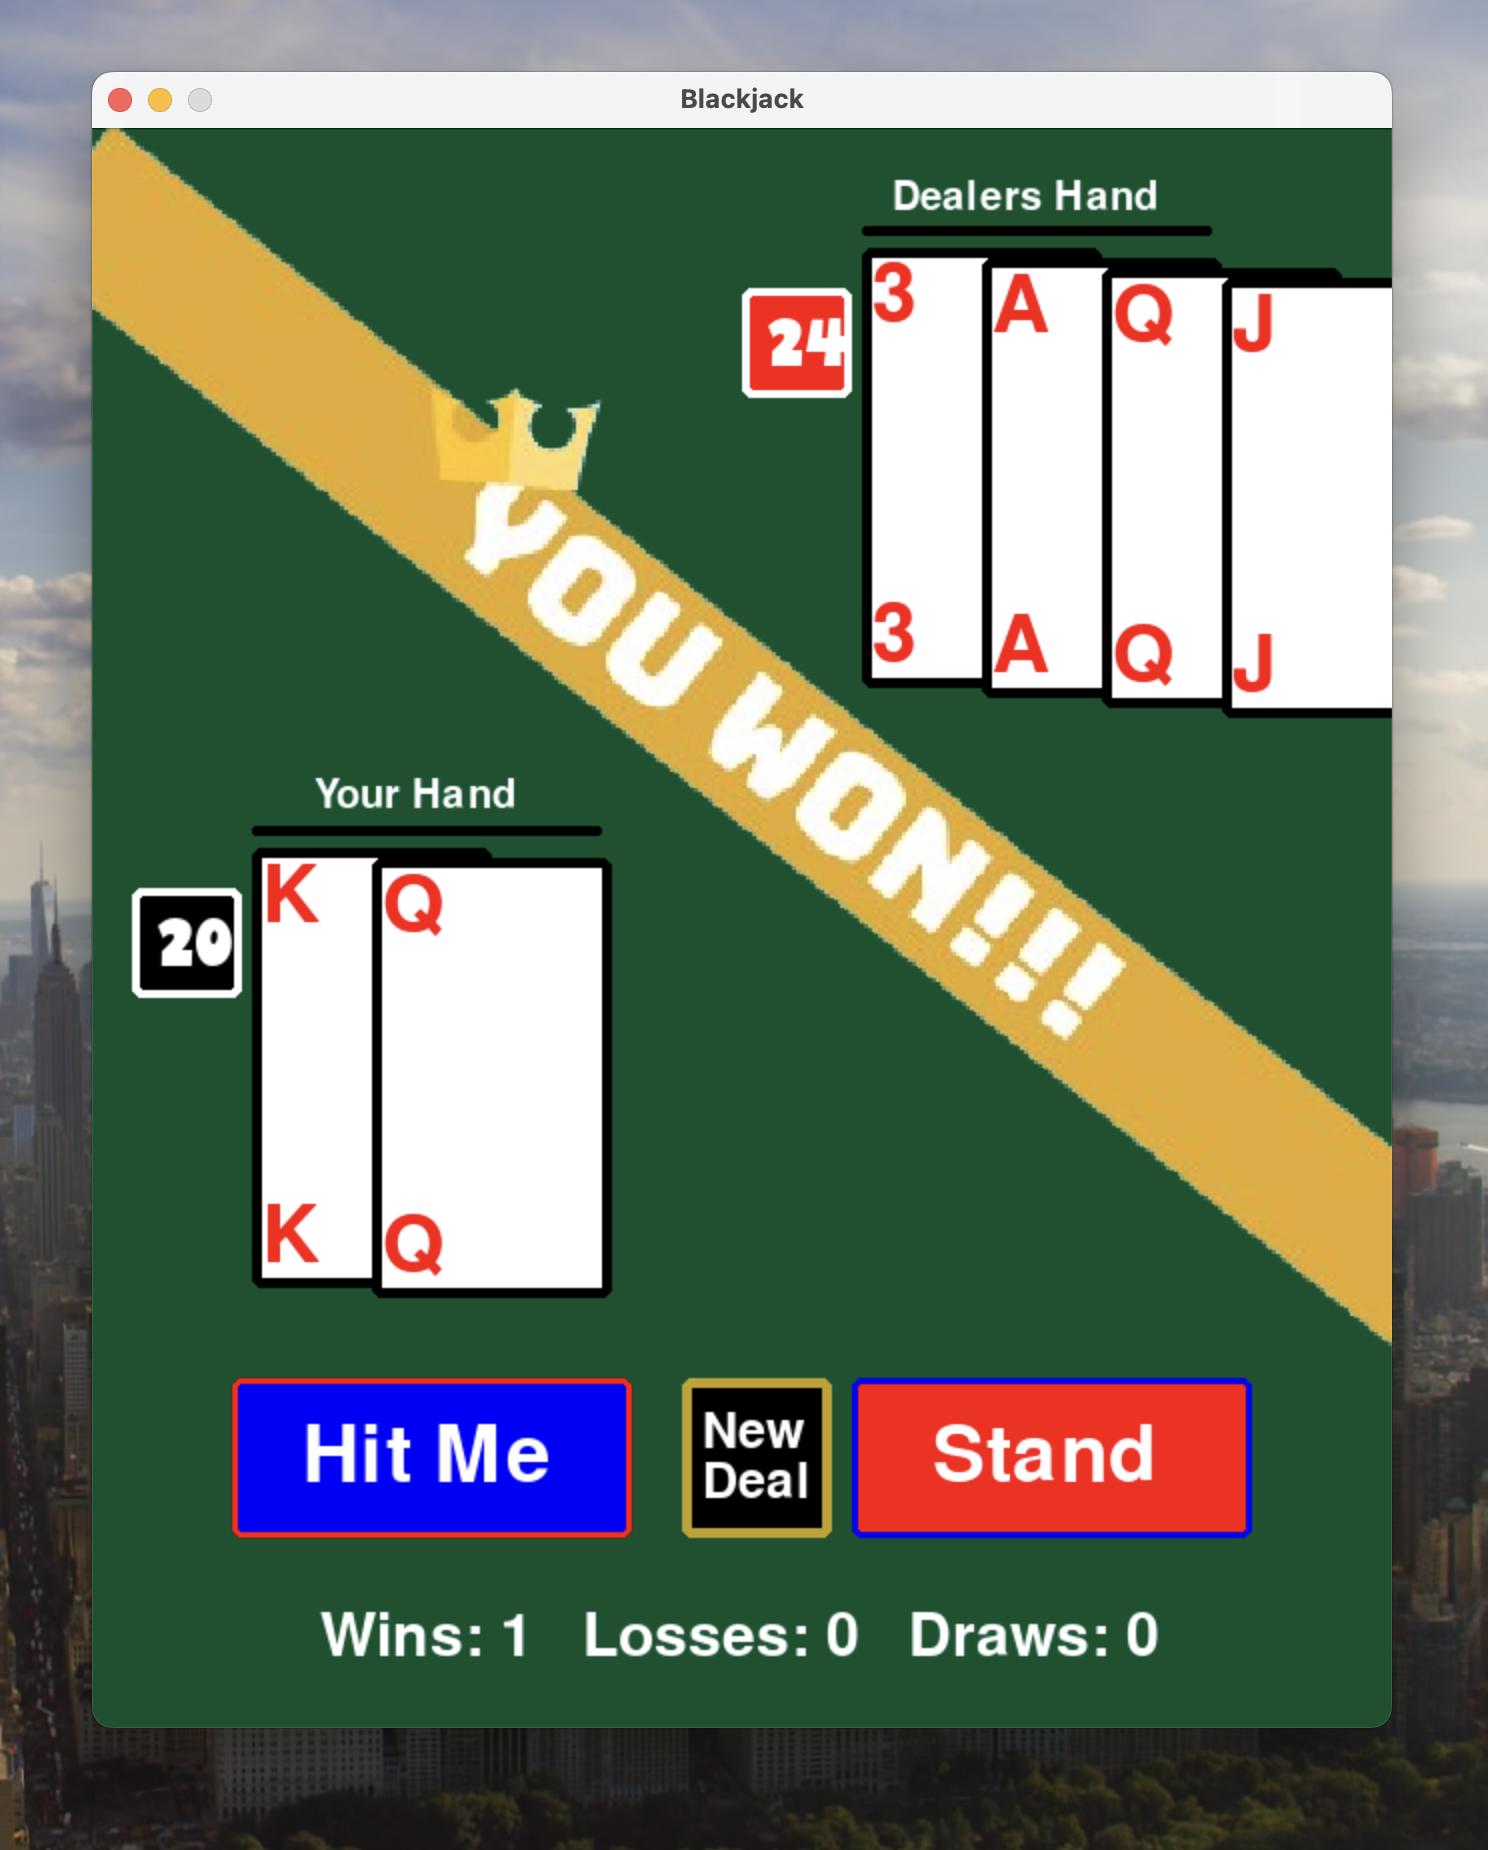 Blackjack
Dealers Hand
24
3 A Q J
3 A Q J
YOU WON!!!
Your Hand
20
K Q
K Q
Hit Me
New
Deal
Stand
Wins: 1 Losses: 0 Draws: 0